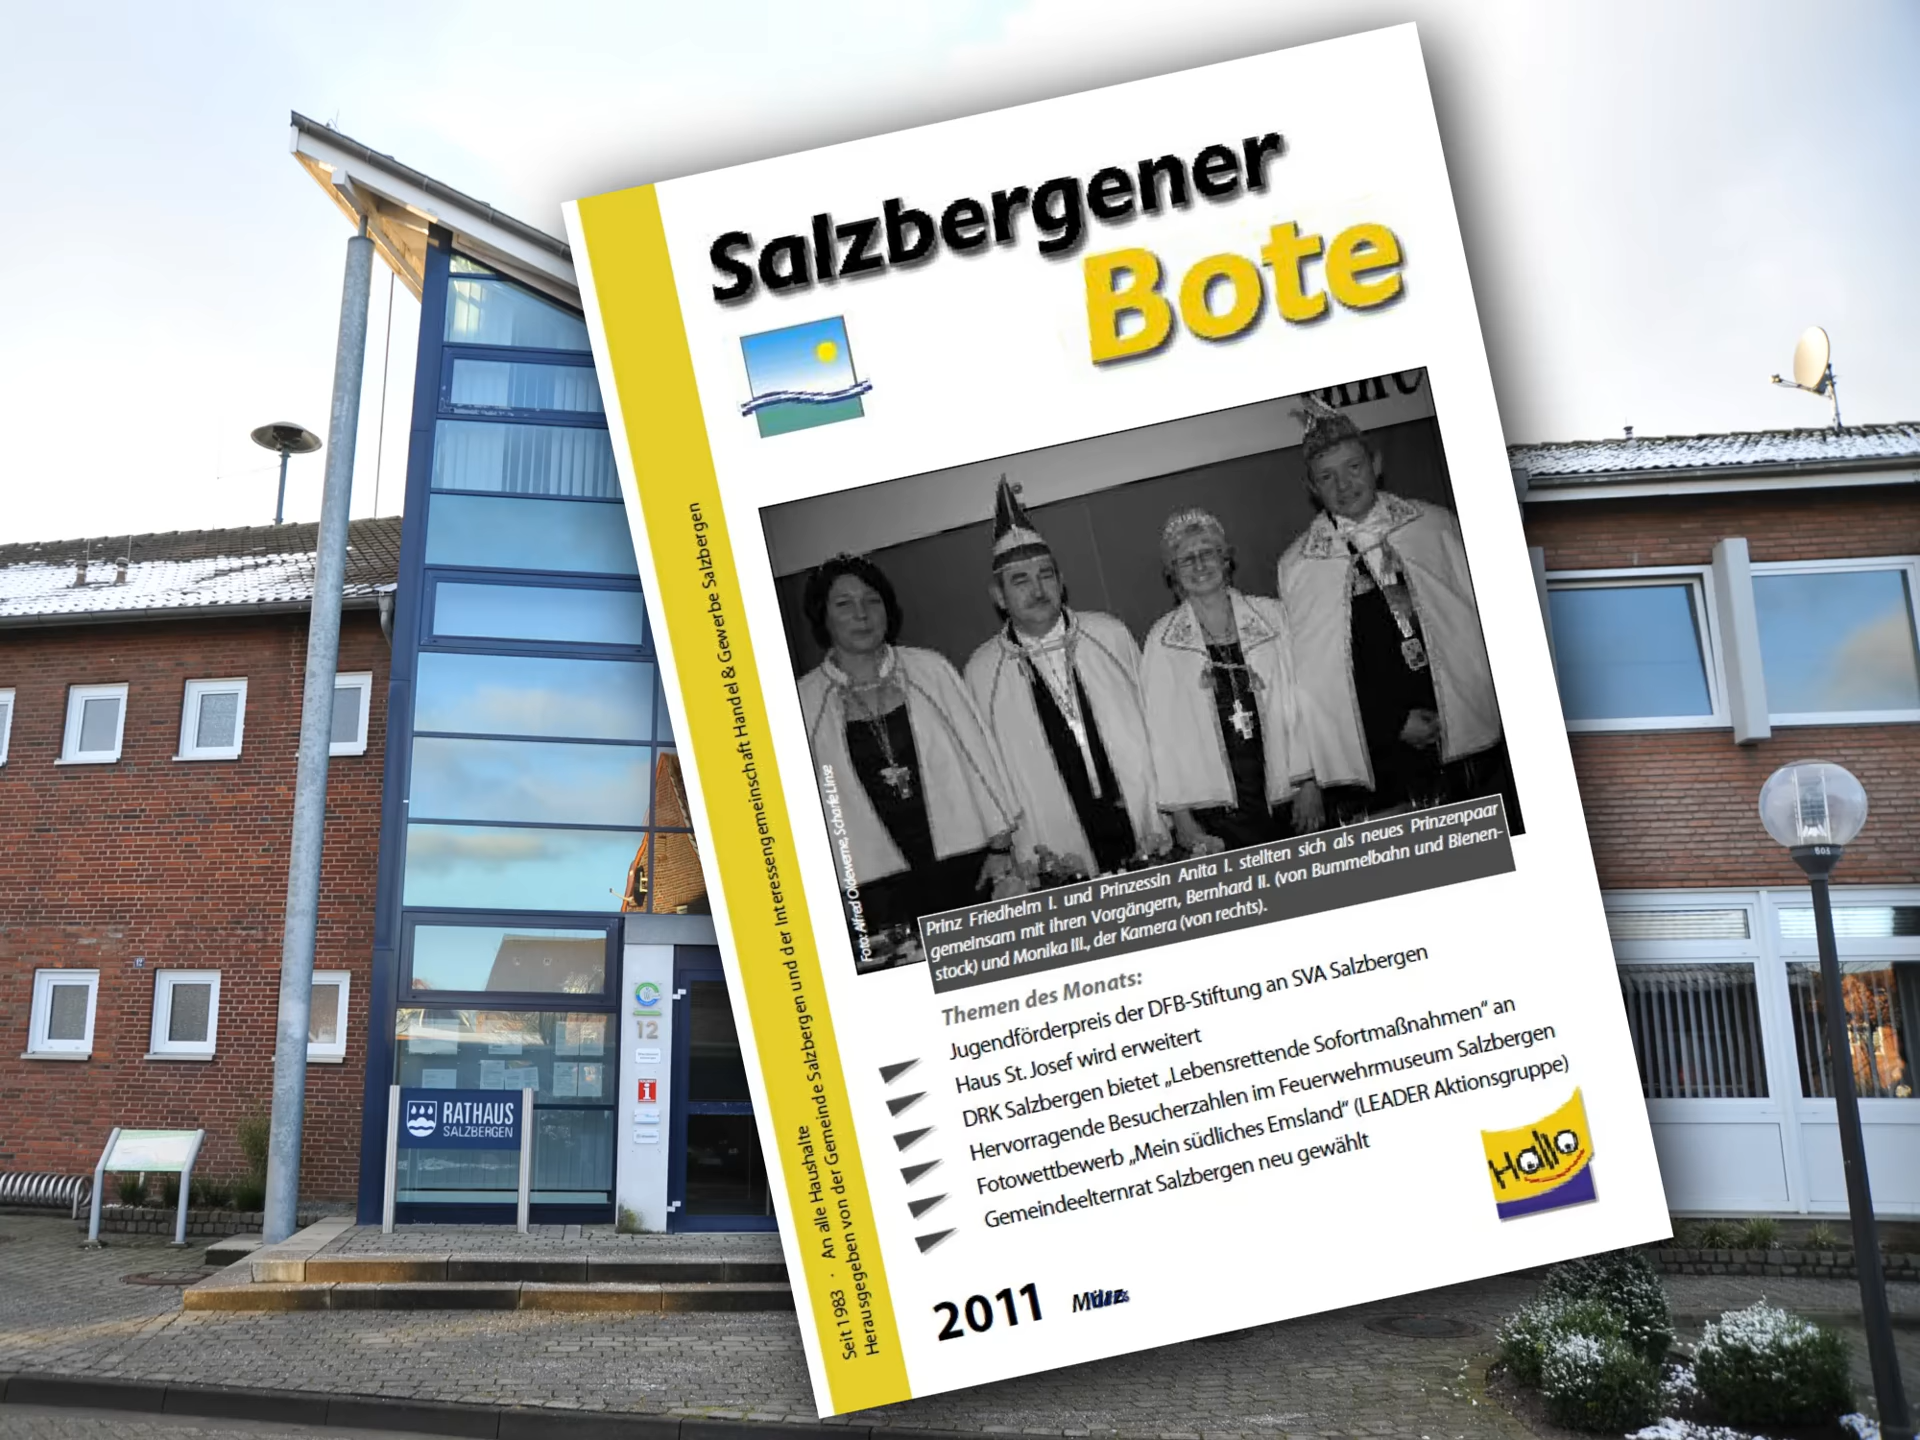 Salzbergener
Bote
Seit 1983 · An alle Haushalte
Herausgegeben von der Gemeinde Salzbergen und der Interessengemeinschaft Handel & Gewerbe Salzbergen
Foto: Alfred Oldeweme, Scharfe Linse
Prinz Friedhelm I. und Prinzessin Anita I. stellten sich als neues Prinzenpaar
gemeinsam mit ihren Vorgängern, Bernhard II. (von Bummelbahn und Bienen-
stock) und Monika III., der Kamera (von rechts).
Themen des Monats:
Jugendförderpreis der DFB-Stiftung an SVA Salzbergen
Haus St. Josef wird erweitert
DRK Salzbergen bietet „Lebensrettende Sofortmaßnahmen“ an
Hervorragende Besucherzahlen im Feuerwehrmuseum Salzbergen
Fotowettbewerb „Mein südliches Emsland“ (LEADER Aktionsgruppe)
Gemeindeelternrat Salzbergen neu gewählt
Hallo
2011 März
12
i
RATHAUS
SALZBERGEN